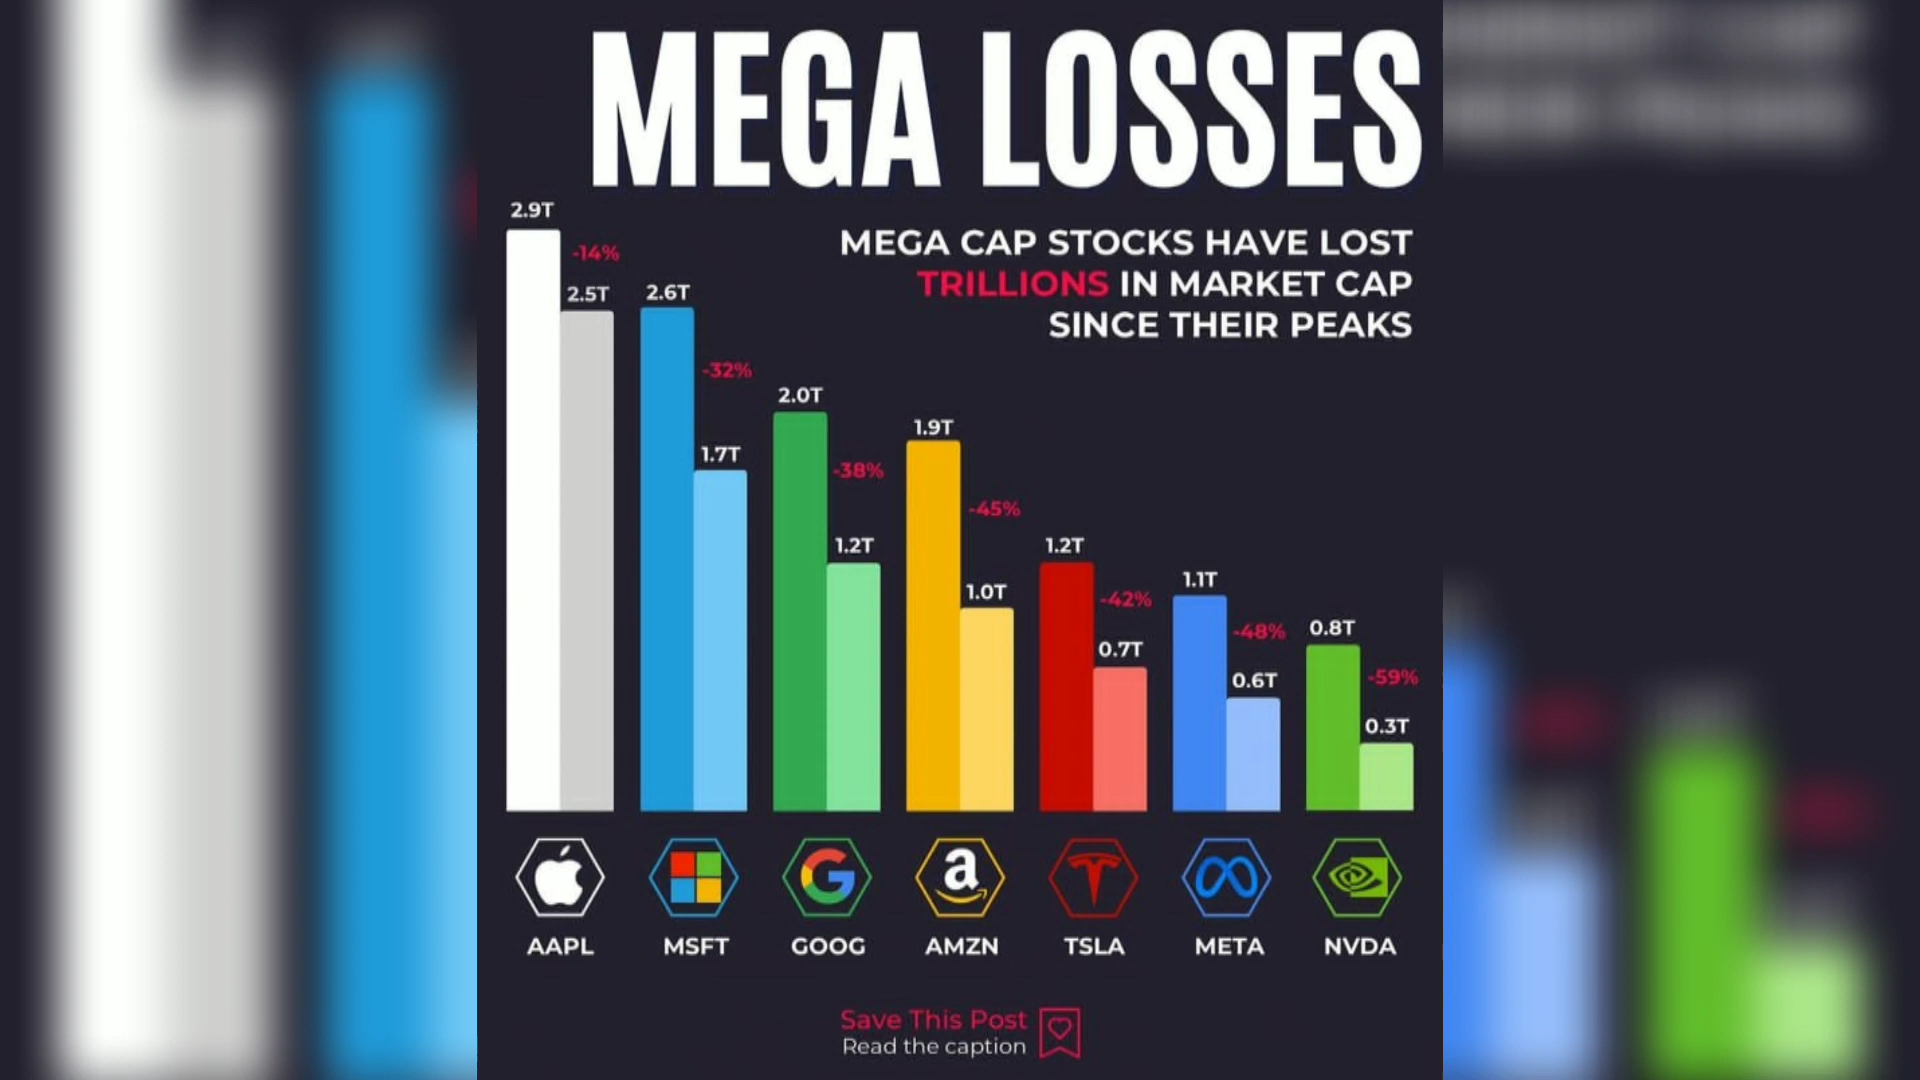 MEGA LOSSES
MEGA CAP STOCKS HAVE LOST
TRILLIONS IN MARKET CAP
SINCE THEIR PEAKS
2.9T
-14%
2.5T
2.6T
-32%
1.7T
2.0T
-38%
1.2T
1.9T
-45%
1.0T
1.2T
-42%
0.7T
1.1T
-48%
0.6T
0.8T
-59%
0.3T
a
AAPL
MSFT
GOOG
AMZN
TSLA
META
NVDA
Save This Post
Read the caption